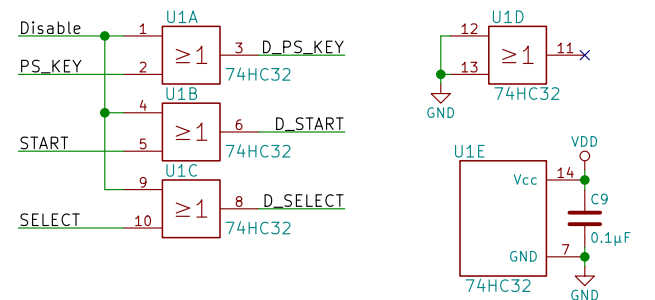 Disable 1 U1A ≥1 3 D_PS_KEY
PS_KEY 2 74HC32
4 U1B ≥1 6 D_START
START 5 74HC32
9 U1C ≥1 8 D_SELECT
SELECT 10 74HC32
U1D
12 ≥1 11
13 74HC32
GND
VDD
U1E
Vcc 14 C9
0.1µF
GND 7
74HC32
GND